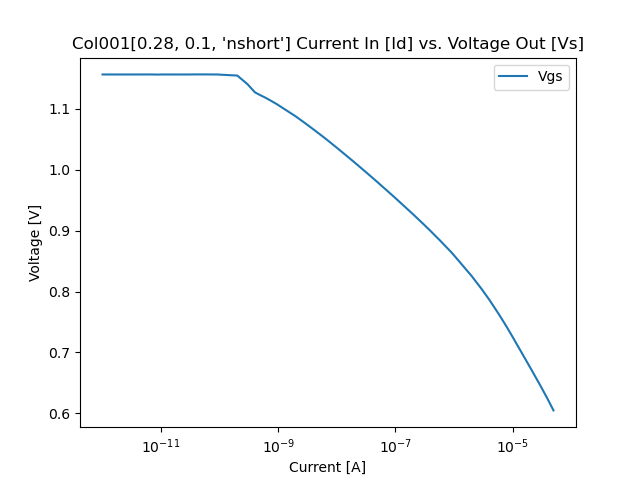 Col001[0.28, 0.1, 'nshort'] Current In [Id] vs. Voltage Out [Vs]
Vgs
1.1
1.0
0.9
0.8
0.7
0.6
Voltage [V]
10⁻¹¹
10⁻⁹
10⁻⁷
10⁻⁵
Current [A]